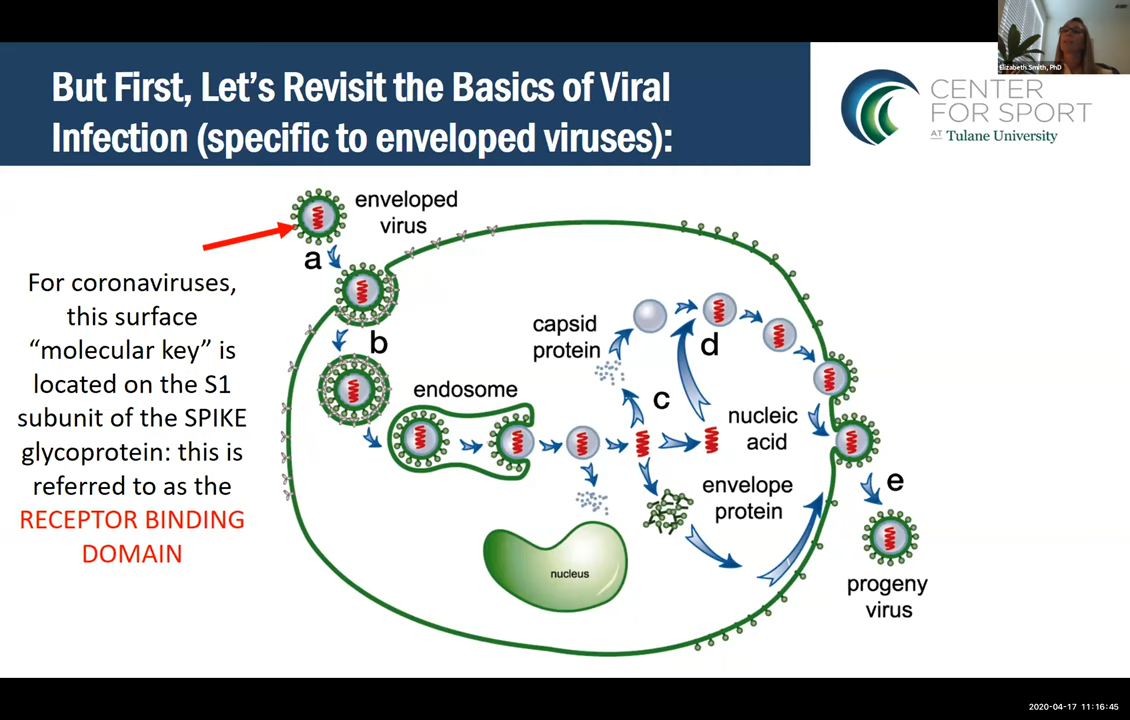 But First, Let's Revisit the Basics of Viral
Infection (specific to enveloped viruses):
Elizabeth Smith, PhD
CENTER
FOR SPORT
AT Tulane University
enveloped
virus
a
For coronaviruses,
this surface
“molecular key” is
located on the S1
subunit of the SPIKE
glycoprotein: this is
referred to as the
RECEPTOR BINDING
DOMAIN
b
endosome
capsid
protein
c
d
nucleic
acid
envelope
protein
nucleus
e
progeny
virus
2020-04-17 11:16:45